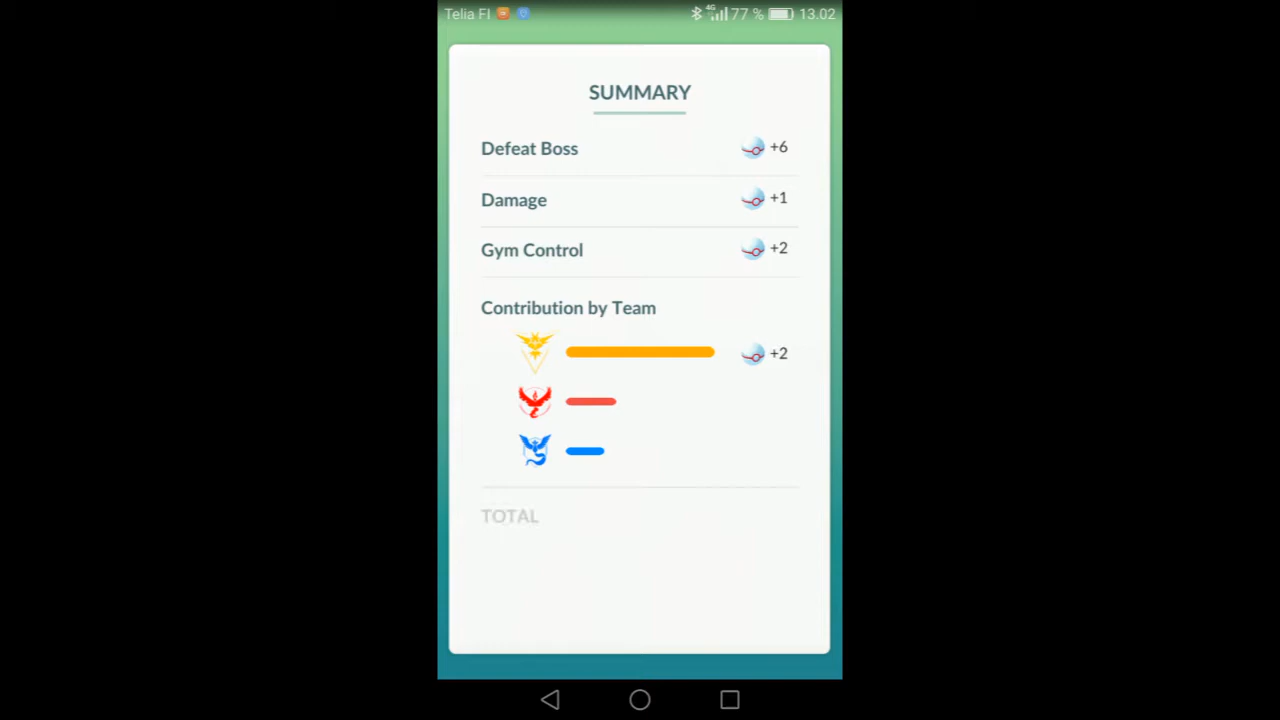 Telia FI 4G 77 % 13.02
SUMMARY
Defeat Boss +6
Damage +1
Gym Control +2
Contribution by Team
+2
TOTAL